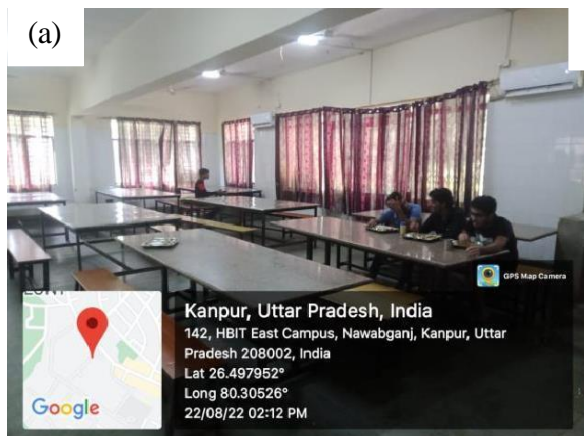 (a)
GPS Map Camera
Kanpur, Uttar Pradesh, India
142, HBIT East Campus, Nawabganj, Kanpur, Uttar
Pradesh 208002, India
Lat 26.497952°
Long 80.30526°
22/08/22 02:12 PM
Google